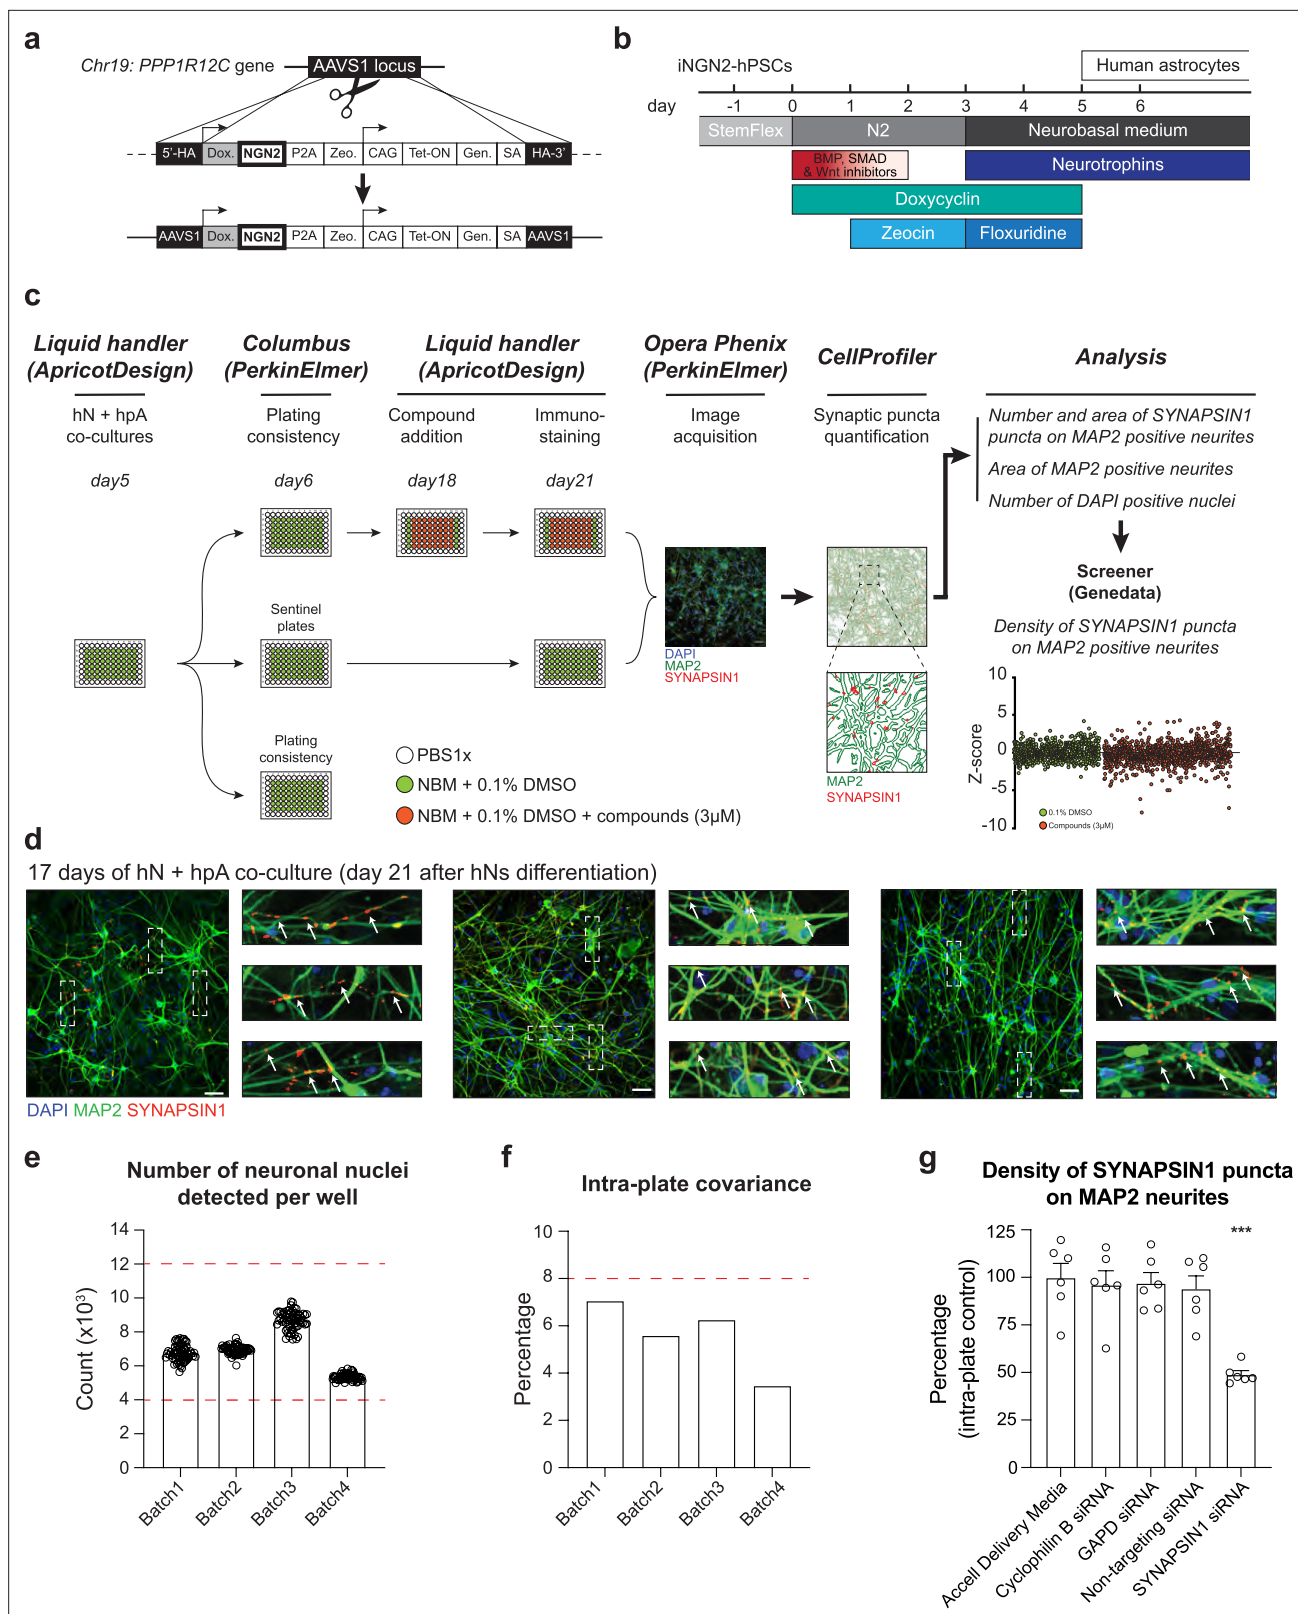 a
Chr19: PPP1R12C gene
AAVS1 locus
5'-HA Dox. NGN2 P2A Zeo. CAG Tet-ON Gen. SA HA-3'
AAVS1 Dox. NGN2 P2A Zeo. CAG Tet-ON Gen. SA AAVS1
b
iNGN2-hPSCs
Human astrocytes
day -1 0 1 2 3 4 5 6
StemFlex N2 Neurobasal medium
BMP, SMAD
& Wnt inhibitors
Neurotrophins
Doxycyclin
Zeocin Floxuridine
c
Liquid handler
(ApricotDesign)
hN + hpA
co-cultures
day5
Columbus
(PerkinElmer)
Plating
consistency
day6
Liquid handler
(ApricotDesign)
Compound
addition
day18
Immuno-
staining
day21
Opera Phenix
(PerkinElmer)
Image
acquisition
CellProfiler
Synaptic puncta
quantification
Analysis
Number and area of SYNAPSIN1
puncta on MAP2 positive neurites
Area of MAP2 positive neurites
Number of DAPI positive nuclei
Screener
(Genedata)
Density of SYNAPSIN1 puncta
on MAP2 positive neurites
Sentinel
plates
Plating
consistency
DAPI
MAP2
SYNAPSIN1
MAP2
SYNAPSIN1
PBS1x
NBM + 0.1% DMSO
NBM + 0.1% DMSO + compounds (3μM)
Z-score
10
5
0
-5
-10
0.1% DMSO
Compounds (3μM)
d
17 days of hN + hpA co-culture (day 21 after hNs differentiation)
DAPI MAP2 SYNAPSIN1
e
Number of neuronal nuclei
detected per well
Count (x10³)
14
12
10
8
6
4
2
0
Batch1
Batch2
Batch3
Batch4
f
Intra-plate covariance
Percentage
10
8
6
4
2
0
Batch1
Batch2
Batch3
Batch4
g
Density of SYNAPSIN1 puncta
on MAP2 neurites
Percentage
(intra-plate control)
125
100
75
50
25
0
***
Accell Delivery Media
Cyclophilin B siRNA
GAPD siRNA
Non-targeting siRNA
SYNAPSIN1 siRNA